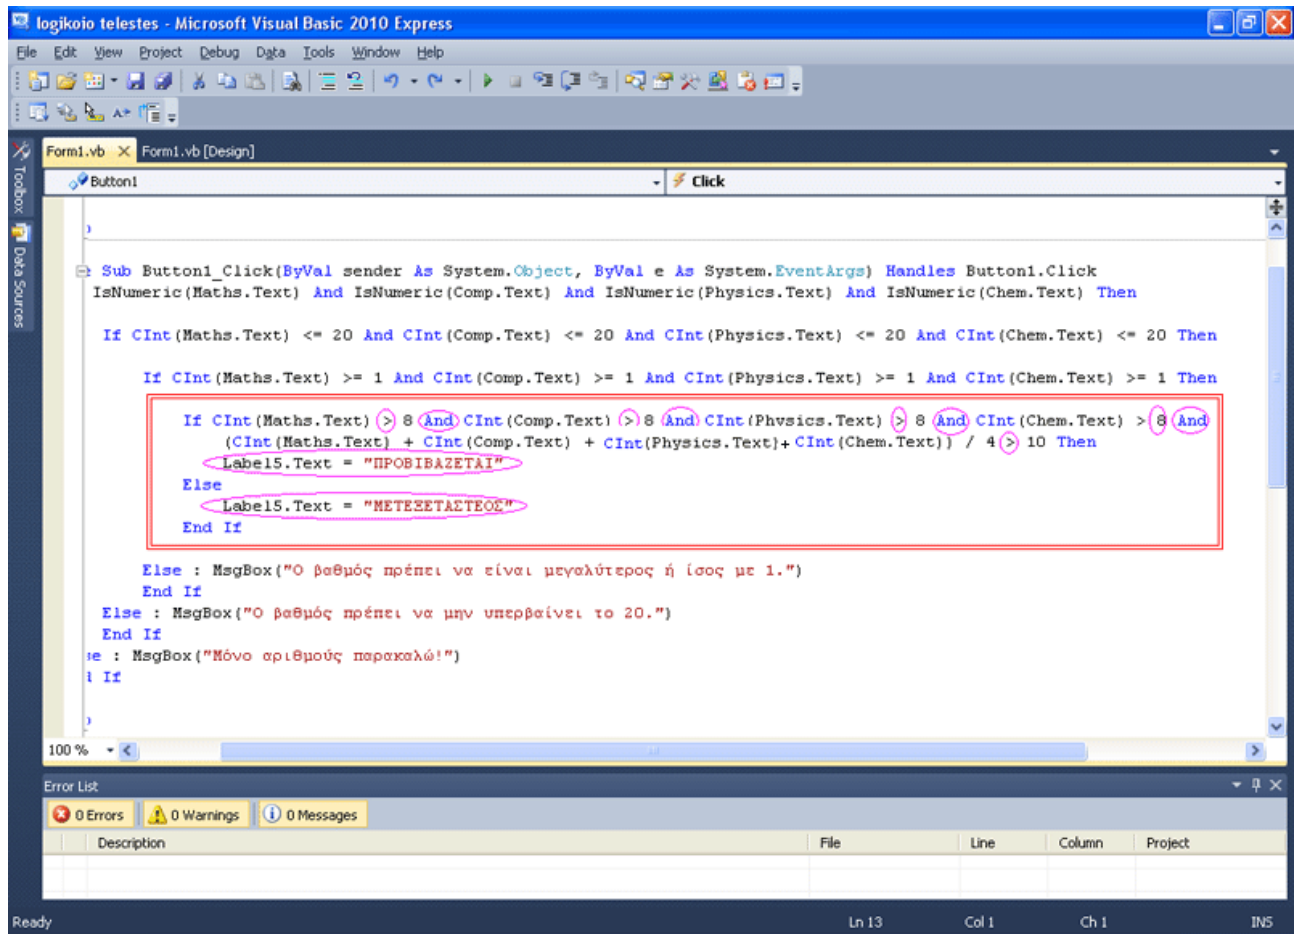 logikoio telestes - Microsoft Visual Basic 2010 Express
File Edit View Project Debug Data Tools Window Help
Form1.vb Form1.vb [Design]
Toolbox
Data Sources
Button1 Click
Sub Button1_Click(ByVal sender As System.Object, ByVal e As System.EventArgs) Handles Button1.Click
IsNumeric(Maths.Text) And IsNumeric(Comp.Text) And IsNumeric(Physics.Text) And IsNumeric(Chem.Text) Then
If CInt(Maths.Text) <= 20 And CInt(Comp.Text) <= 20 And CInt(Physics.Text) <= 20 And CInt(Chem.Text) <= 20 Then
If CInt(Maths.Text) >= 1 And CInt(Comp.Text) >= 1 And CInt(Physics.Text) >= 1 And CInt(Chem.Text) >= 1 Then
If CInt(Maths.Text) > 8 And CInt(Comp.Text) > 8 And CInt(Physics.Text) > 8 And CInt(Chem.Text) > 8 And
(CInt(Maths.Text) + CInt(Comp.Text) + CInt(Physics.Text)+ CInt(Chem.Text)) / 4 > 10 Then
Label5.Text = "ΠΡΟΒΙΒΑΖΕΤΑΙ"
Else
Label5.Text = "ΜΕΤΕΞΕΤΑΣΤΕΟΣ"
End If
Else : MsgBox("Ο βαθμός πρέπει να είναι μεγαλύτερος ή ίσος με 1.")
End If
Else : MsgBox("Ο βαθμός πρέπει να μην υπερβαίνει το 20.")
End If
se : MsgBox("Μόνο αριθμούς παρακαλώ!")
d If
100 %
Error List
0 Errors 0 Warnings 0 Messages
Description File Line Column Project
Ready Ln 13 Col 1 Ch 1 INS